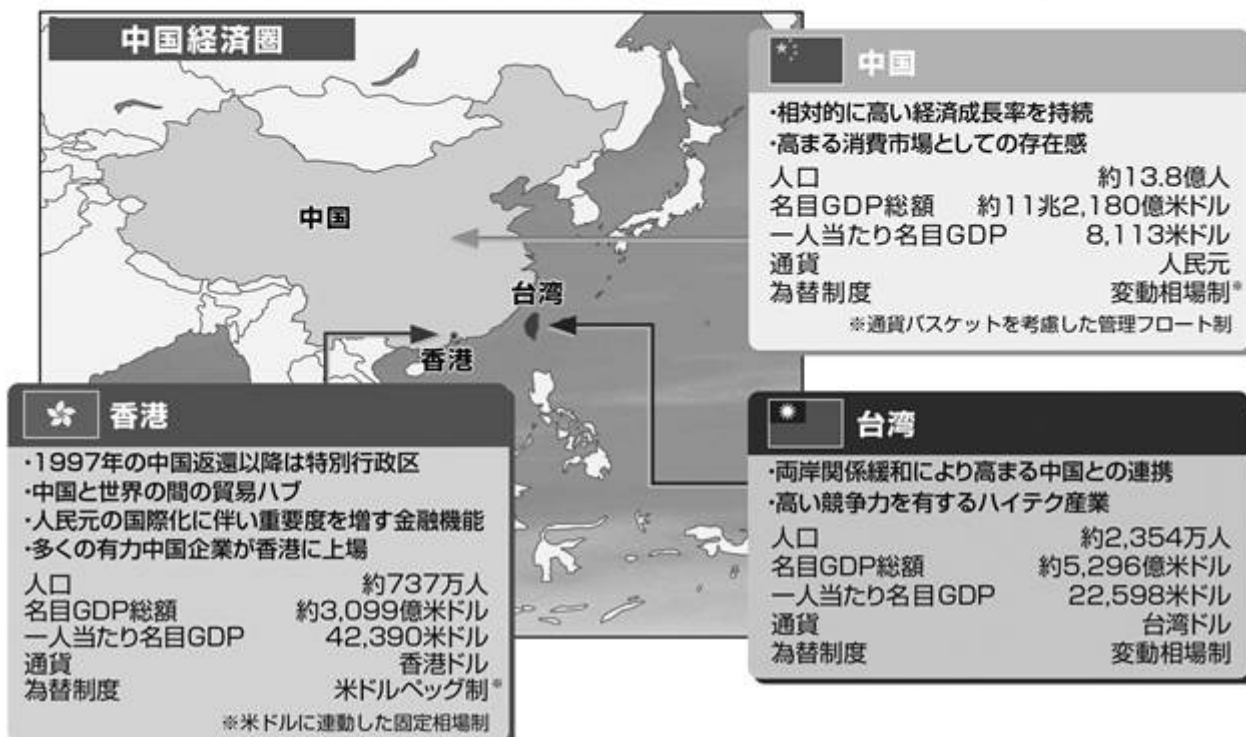 中国経済圏
中国
台湾
香港
中国
・相対的に高い経済成長率を持続
・高まる消費市場としての存在感
人口 約13.8億人
名目GDP総額 約11兆2,180億米ドル
一人当たり名目GDP 8,113米ドル
通貨 人民元
為替制度 変動相場制※
※通貨バスケットを考慮した管理フロート制
香港
・1997年の中国返還以降は特別行政区
・中国と世界の間の貿易ハブ
・人民元の国際化に伴い重要度を増す金融機能
・多くの有力中国企業が香港に上場
人口 約737万人
名目GDP総額 約3,099億米ドル
一人当たり名目GDP 42,390米ドル
通貨 香港ドル
為替制度 米ドルペッグ制※
※米ドルに連動した固定相場制
台湾
・両岸関係緩和により高まる中国との連携
・高い競争力を有するハイテク産業
人口 約2,354万人
名目GDP総額 約5,296億米ドル
一人当たり名目GDP 22,598米ドル
通貨 台湾ドル
為替制度 変動相場制